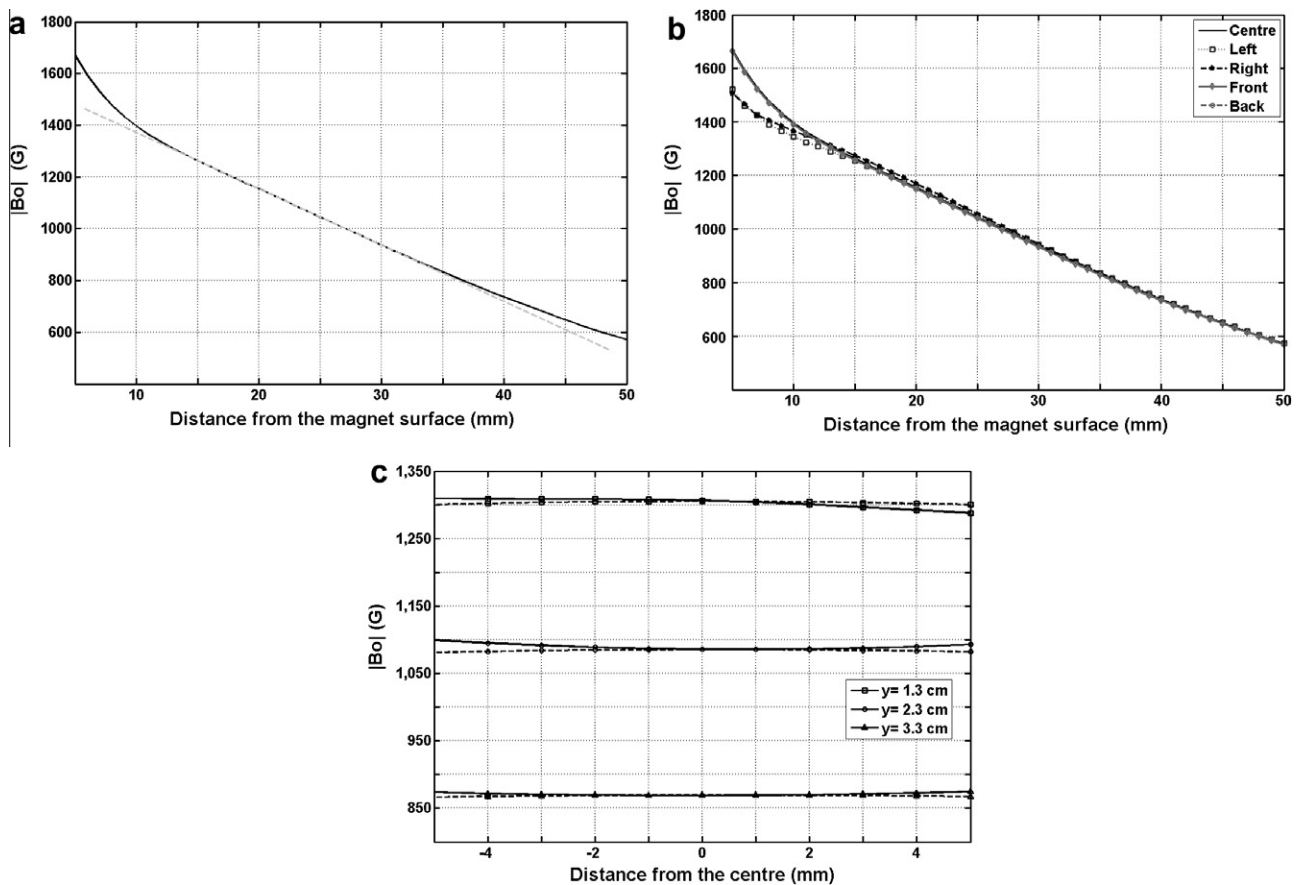 a
1800
1600
1400
1200
1000
800
600
|Bo| (G)
10 20 30 40 50
Distance from the magnet surface (mm)
b
1800
1600
1400
1200
1000
800
600
|Bo| (G)
Centre
Left
Right
Front
Back
10 20 30 40 50
Distance from the magnet surface (mm)
c
1,350
1,250
1,150
1,050
950
850
|Bo| (G)
y= 1.3 cm
y= 2.3 cm
y= 3.3 cm
-4 -2 0 2 4
Distance from the centre (mm)